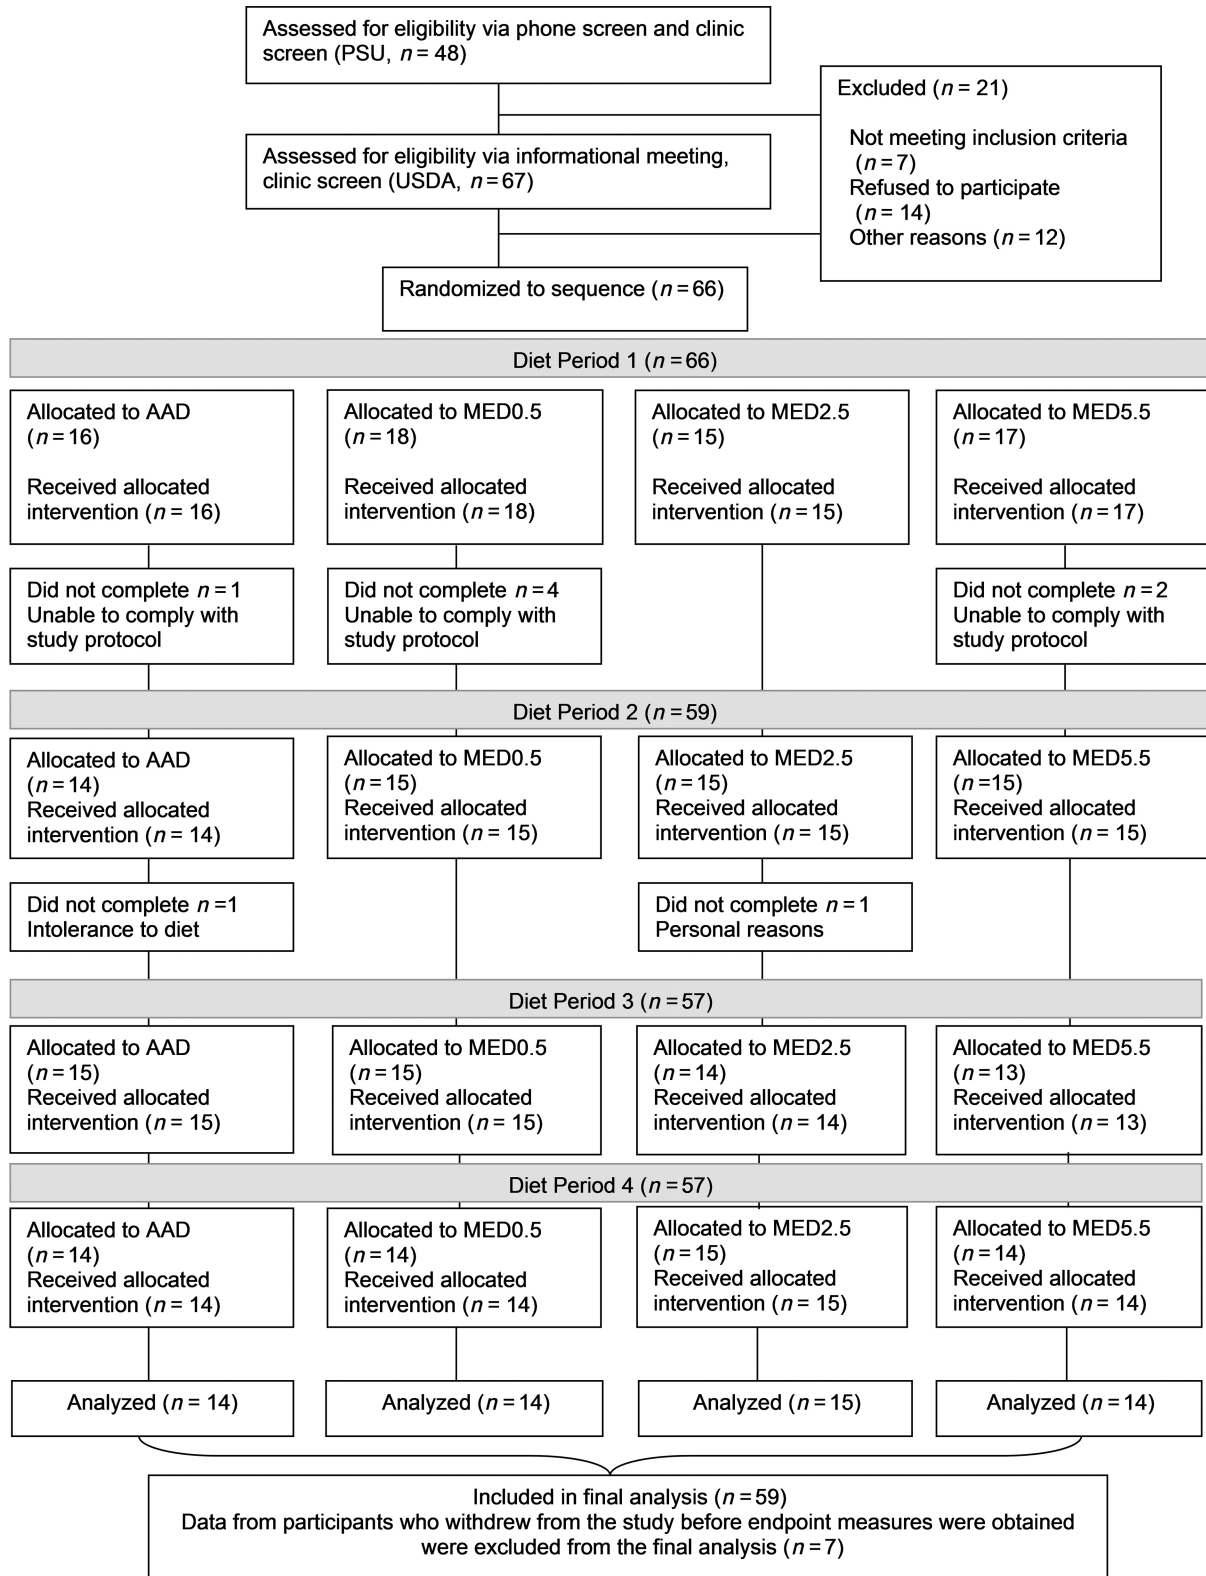 Assessed for eligibility via phone screen and clinic
screen (PSU, n = 48)
Excluded (n = 21)
Not meeting inclusion criteria
(n = 7)
Refused to participate
(n = 14)
Other reasons (n = 12)
Assessed for eligibility via informational meeting,
clinic screen (USDA, n = 67)
Randomized to sequence (n = 66)
Diet Period 1 (n = 66)
Allocated to AAD
(n = 16)
Received allocated
intervention (n = 16)
Allocated to MED0.5
(n = 18)
Received allocated
intervention (n = 18)
Allocated to MED2.5
(n = 15)
Received allocated
intervention (n = 15)
Allocated to MED5.5
(n = 17)
Received allocated
intervention (n = 17)
Did not complete n = 1
Unable to comply with
study protocol
Did not complete n = 4
Unable to comply with
study protocol
Did not complete n = 2
Unable to comply with
study protocol
Diet Period 2 (n = 59)
Allocated to AAD
(n = 14)
Received allocated
intervention (n = 14)
Allocated to MED0.5
(n = 15)
Received allocated
intervention (n = 15)
Allocated to MED2.5
(n = 15)
Received allocated
intervention (n = 15)
Allocated to MED5.5
(n =15)
Received allocated
intervention (n = 15)
Did not complete n =1
Intolerance to diet
Did not complete n = 1
Personal reasons
Diet Period 3 (n = 57)
Allocated to AAD
(n = 15)
Received allocated
intervention (n = 15)
Allocated to MED0.5
(n = 15)
Received allocated
intervention (n = 15)
Allocated to MED2.5
(n = 14)
Received allocated
intervention (n = 14)
Allocated to MED5.5
(n = 13)
Received allocated
intervention (n = 13)
Diet Period 4 (n = 57)
Allocated to AAD
(n = 14)
Received allocated
intervention (n = 14)
Allocated to MED0.5
(n = 14)
Received allocated
intervention (n = 14)
Allocated to MED2.5
(n = 15)
Received allocated
intervention (n = 15)
Allocated to MED5.5
(n = 14)
Received allocated
intervention (n = 14)
Analyzed (n = 14)
Analyzed (n = 14)
Analyzed (n = 15)
Analyzed (n = 14)
Included in final analysis (n = 59)
Data from participants who withdrew from the study before endpoint measures were obtained
were excluded from the final analysis (n = 7)